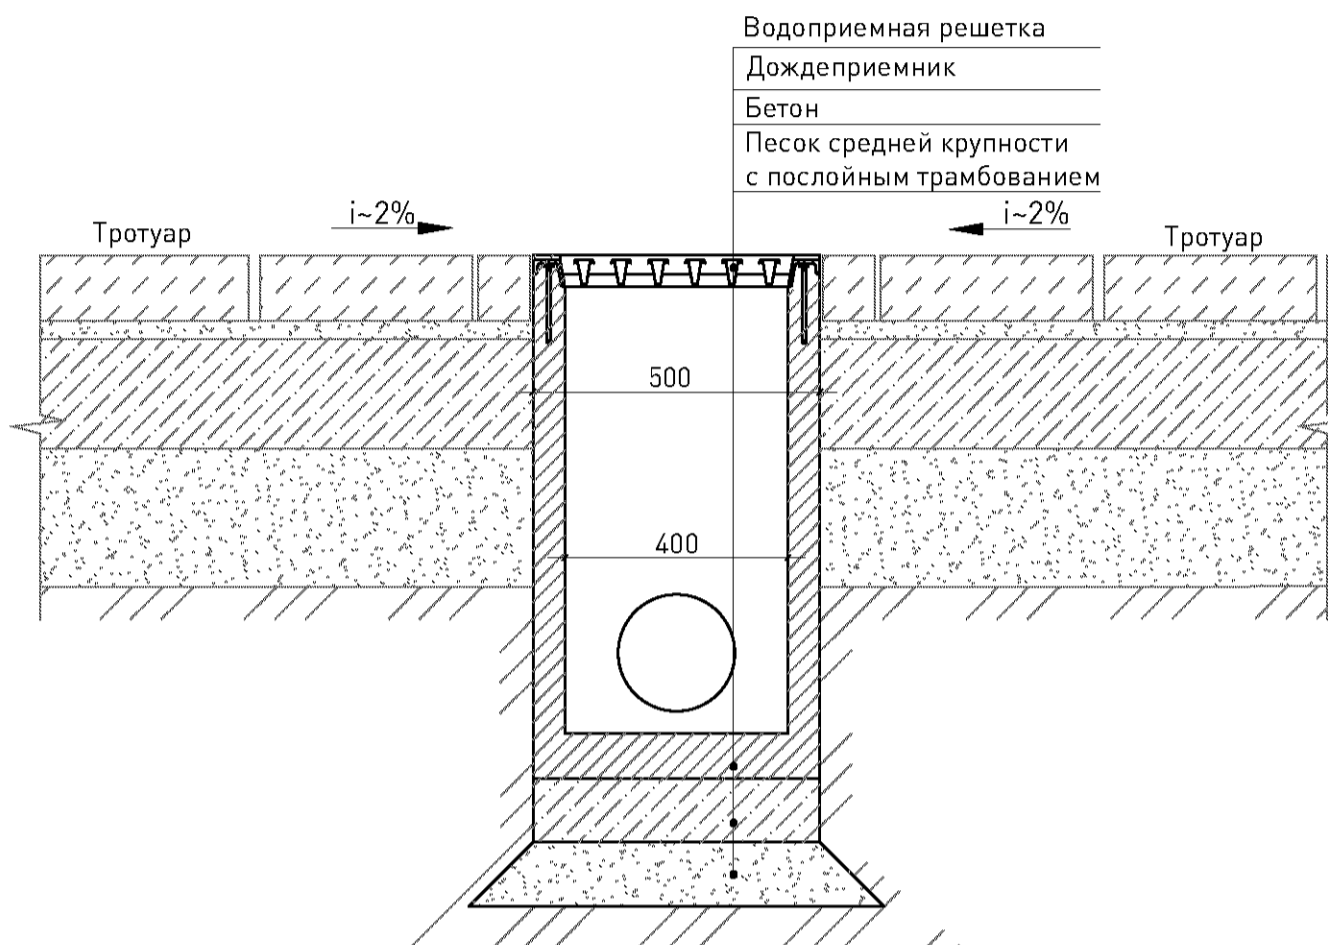 Водоприемная решетка
Дождеприемник
Бетон
Песок средней крупности
с послойным трамбованием
i~2%
i~2%
Тротуар
Тротуар
500
400